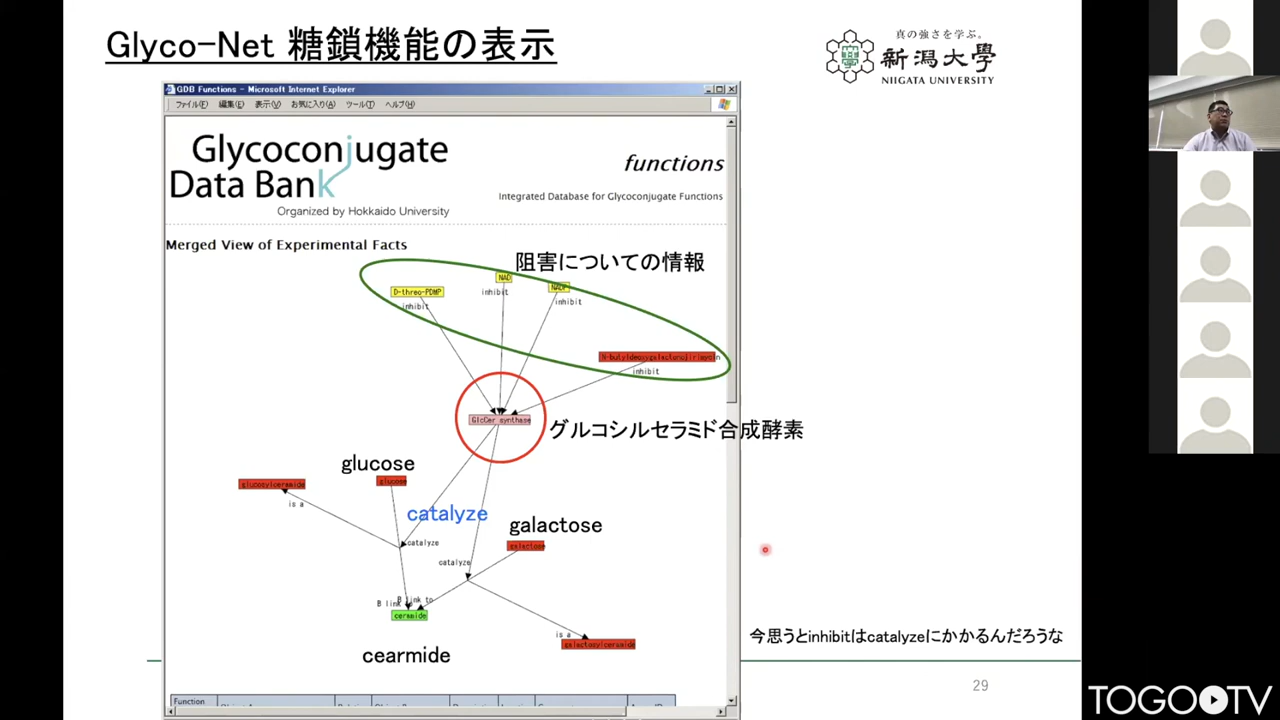 Glyco-Net 糖鎖機能の表示
真の強さを学ぶ。
新潟大学
NIIGATA UNIVERSITY
GDB Functions - Microsoft Internet Explorer
ファイル(F) 編集(E) 表示(V) お気に入り(A) ツール(T) ヘルプ(H)
Glycoconjugate
Data Bank
functions
Integrated Database for Glycoconjugate Functions
Organized by Hokkaido University
Merged View of Experimental Facts
阻害についての情報
NAD
D-threo-PDMP
inhibit
NADP
inhibit
inhibit
N-butyldeoxygalactonojirimycin
inhibit
GlcCer synthase
グルコシルセラミド合成酵素
glucose
glucosylceramide
glucose
is a
catalyze
galactose
catalyze
galactose
catalyze
B link to
B link
ceramide
is a
galactosylceramide
今思うとinhibitはcatalyzeにかかるんだろうな
cearmide
29
Function
TOGO TV